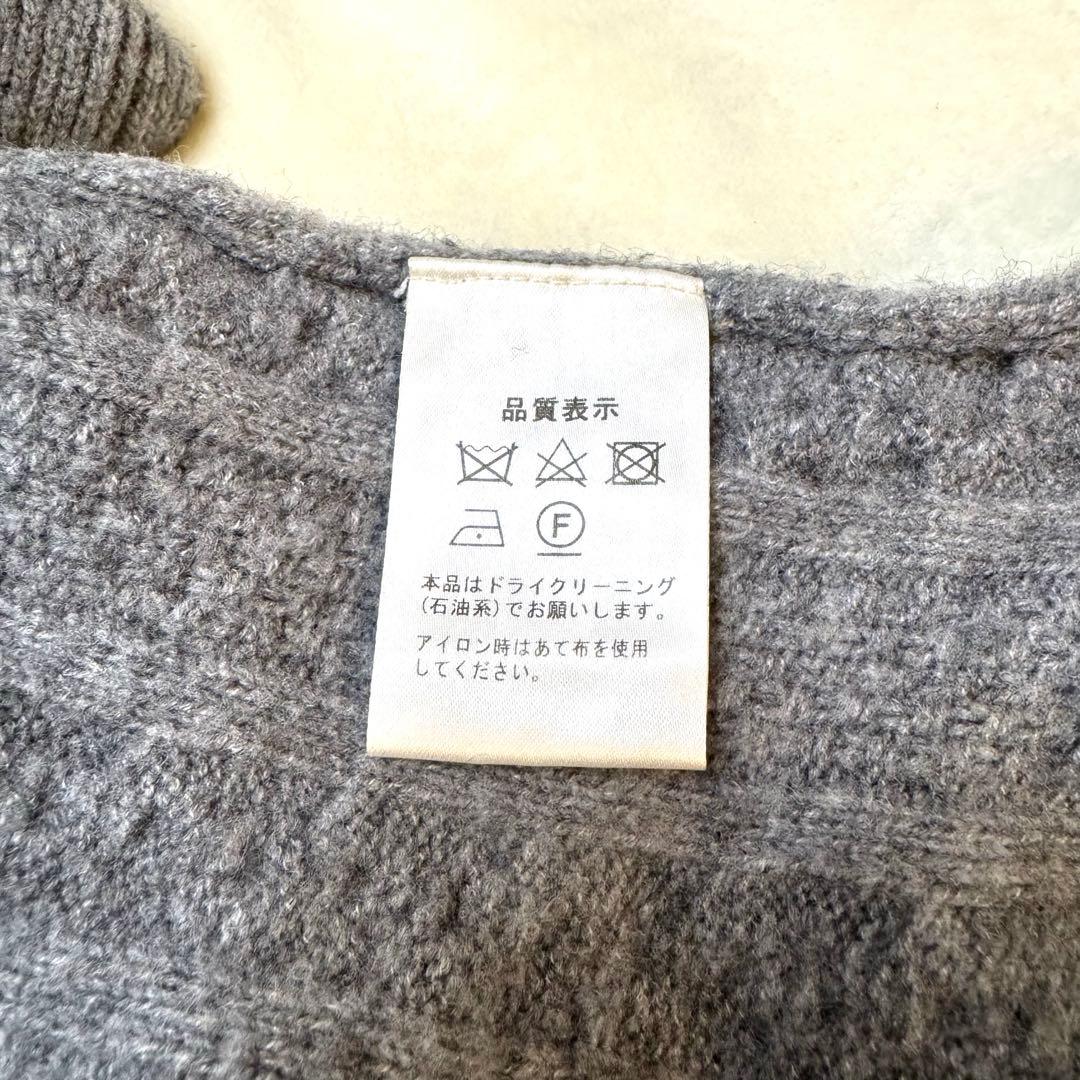 品質表示
F
本品はドライクリーニング
(石油系)でお願いします。
アイロン時はあて布を使用
してください。